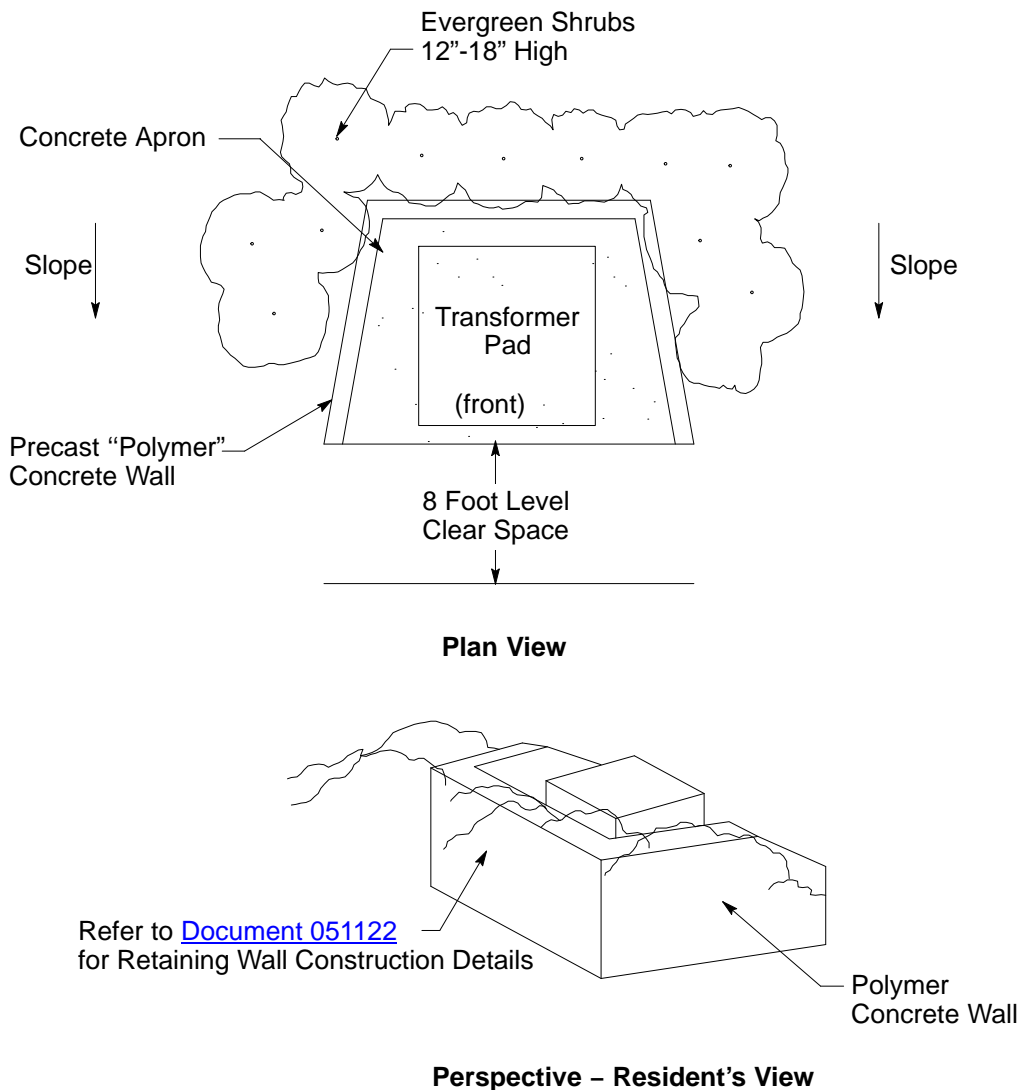 Evergreen Shrubs
12”-18” High
Concrete Apron
Slope
Slope
Transformer
Pad
(front)
Precast “Polymer”
Concrete Wall
8 Foot Level
Clear Space
Plan View
Refer to Document 051122
for Retaining Wall Construction Details
Polymer
Concrete Wall
Perspective – Resident’s View